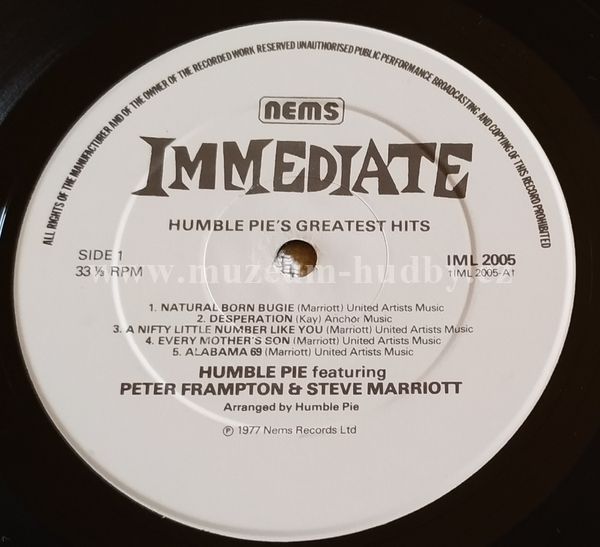 ALL RIGHTS OF THE MANUFACTURER AND OF THE OWNER OF THE RECORDED WORK RESERVED UNAUTHORISED PUBLIC PERFORMANCE BROADCASTING AND COPYING OF THIS RECORD PROHIBITED
nems
IMMEDIATE
HUMBLE PIE'S GREATEST HITS
SIDE 1
33 ⅓ RPM
IML 2005
IML 2005-A1
www.muzeum-hudby.cz
1. NATURAL BORN BUGIE (Marriott) United Artists Music
2. DESPERATION (Kay) Anchor Music
3. A NIFTY LITTLE NUMBER LIKE YOU (Marriott) United Artists Music
4. EVERY MOTHER'S SON (Marriott) United Artists Music
5. ALABAMA 69 (Marriott) United Artists Music
HUMBLE PIE featuring
PETER FRAMPTON & STEVE MARRIOTT
Arranged by Humble Pie
℗ 1977 Nems Records Ltd